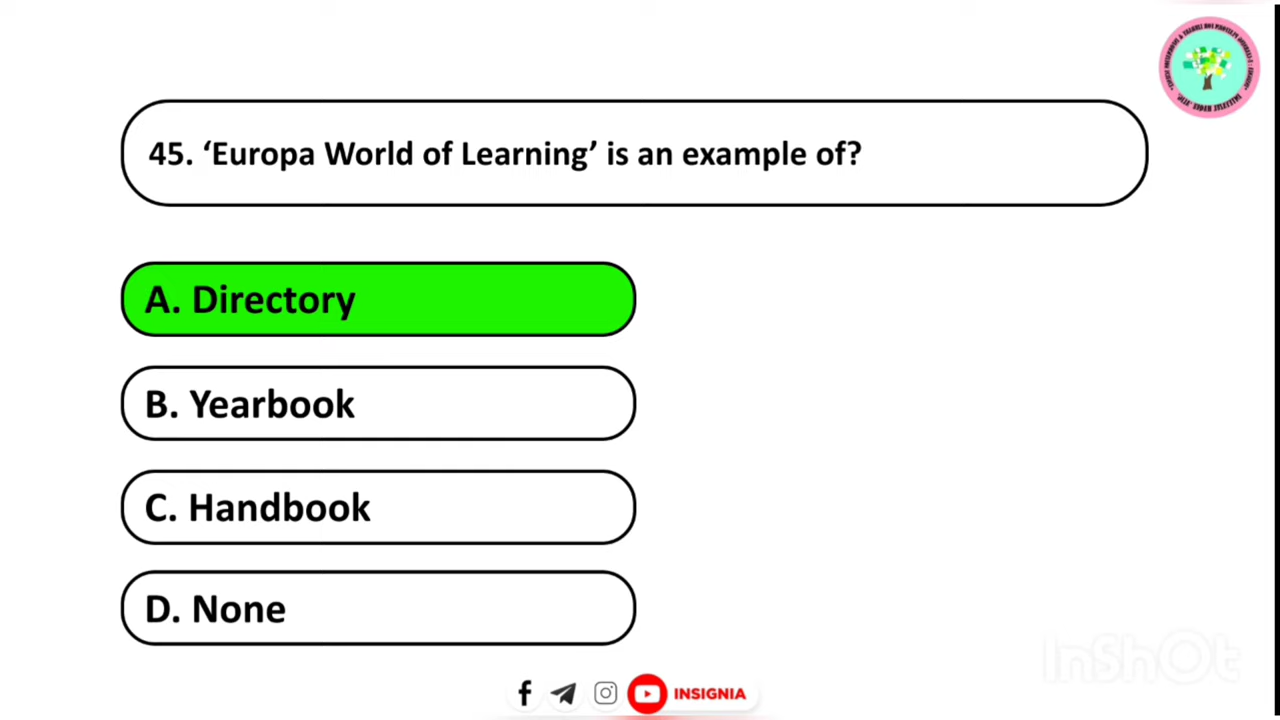 45. ‘Europa World of Learning’ is an example of?
A. Directory
B. Yearbook
C. Handbook
D. None
INSIGNIA
InShOt